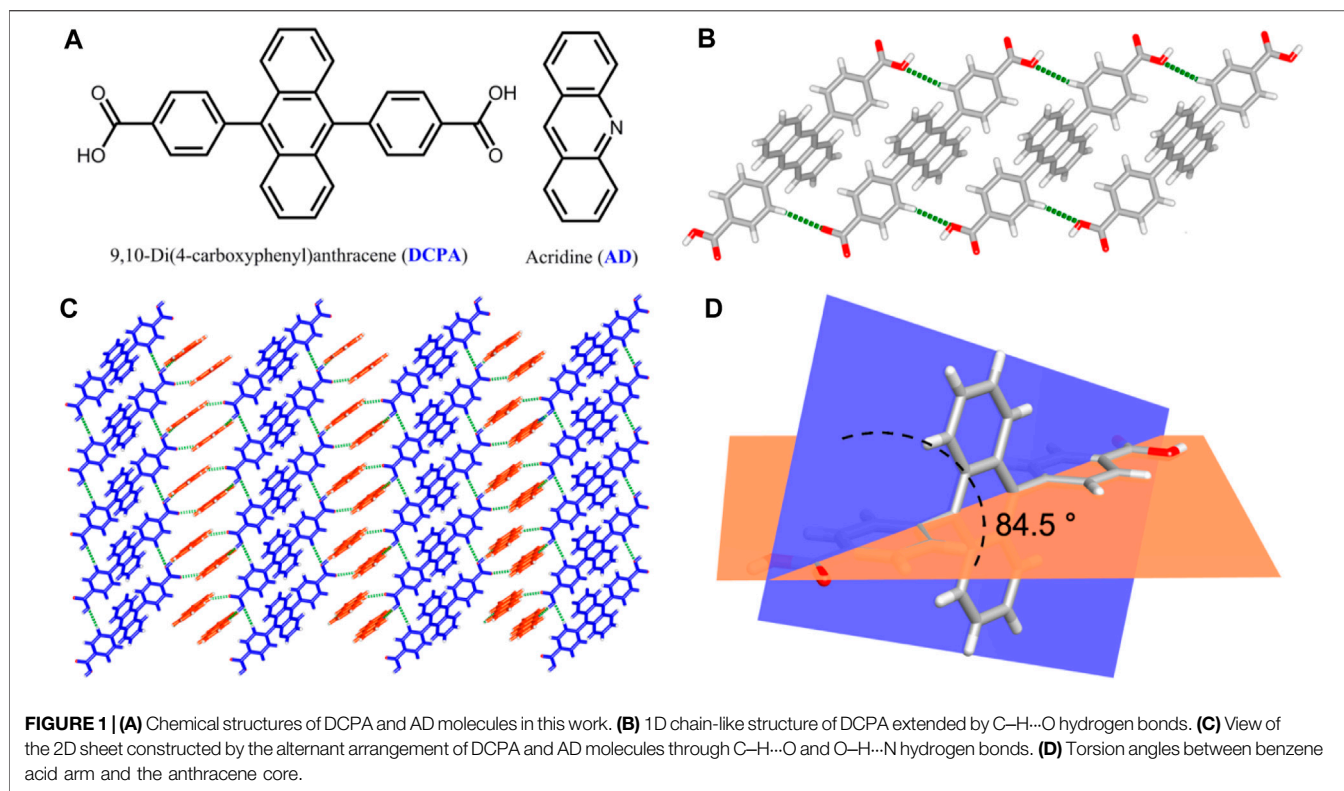 A
O
HO
OH
O
N
9,10-Di(4-carboxyphenyl)anthracene (DCPA)
Acridine (AD)
B
C
D
84.5 °
FIGURE 1 | (A) Chemical structures of DCPA and AD molecules in this work. (B) 1D chain-like structure of DCPA extended by C–H···O hydrogen bonds. (C) View of
the 2D sheet constructed by the alternant arrangement of DCPA and AD molecules through C–H···O and O–H···N hydrogen bonds. (D) Torsion angles between benzene
acid arm and the anthracene core.